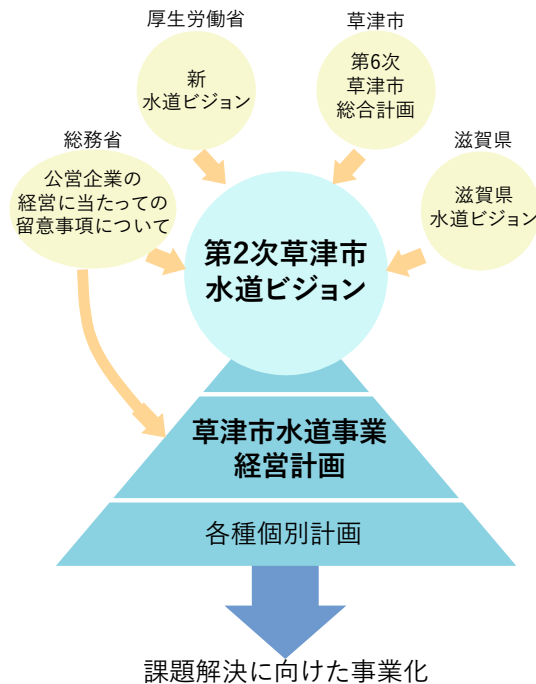 厚生労働省
新
水道ビジョン
草津市
第6次
草津市
総合計画
総務省
公営企業の
経営に当たっての
留意事項について
滋賀県
滋賀県
水道ビジョン
第2次草津市
水道ビジョン
草津市水道事業
経営計画
各種個別計画
課題解決に向けた事業化